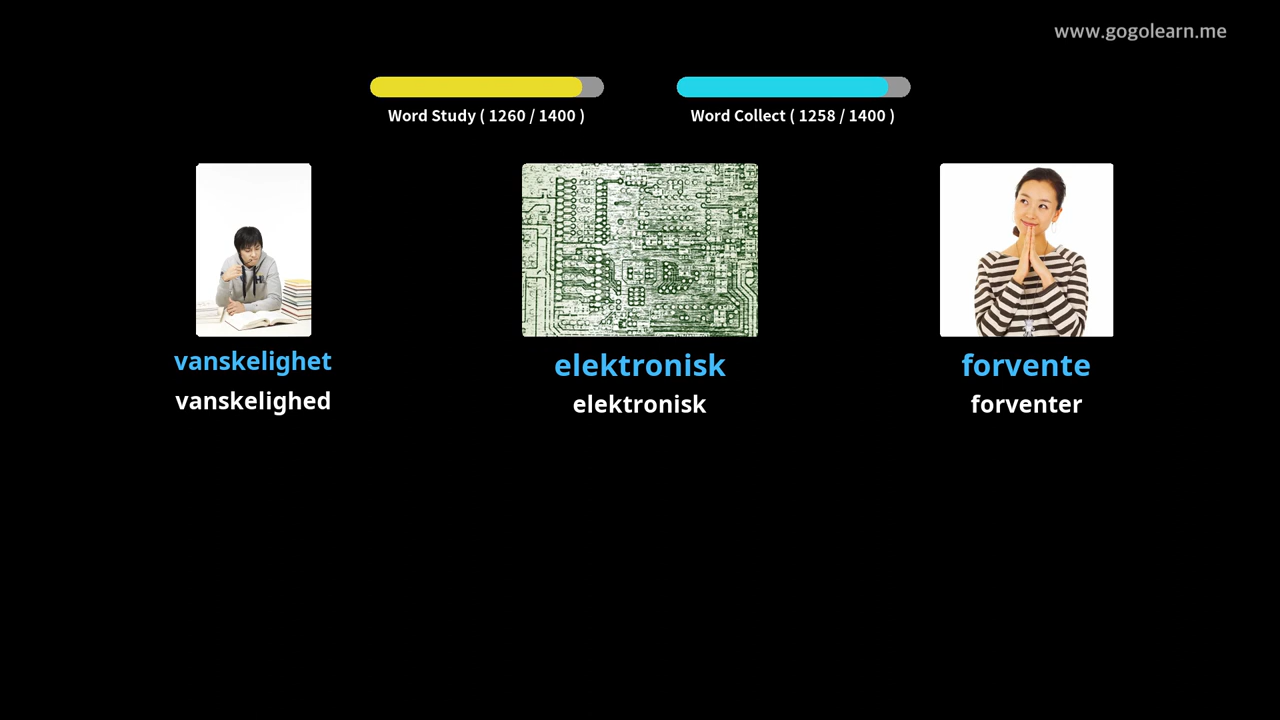 www.gogolearn.me
Word Study ( 1260 / 1400 )
Word Collect ( 1258 / 1400 )
vanskelighet
vanskelighed
elektronisk
elektronisk
forvente
forventer